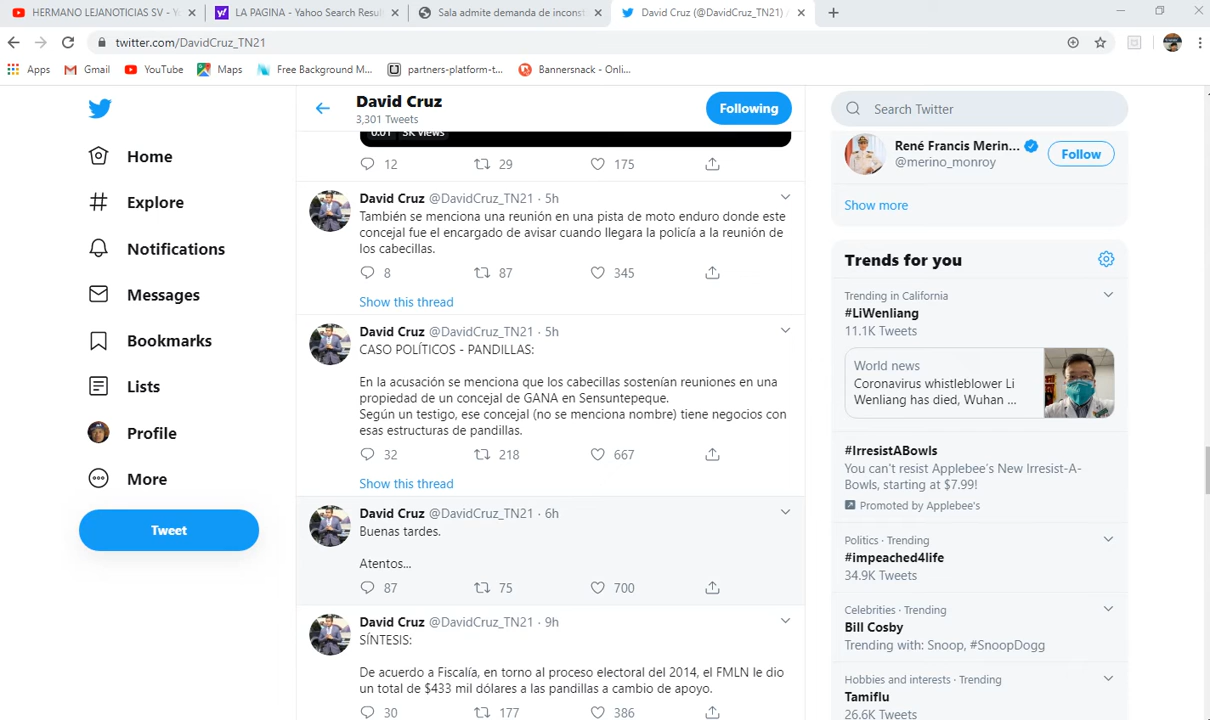 HERMANO LEJANOTICIAS SV - Y
LA PAGINA - Yahoo Search Resul
Sala admite demanda de inconst
David Cruz (@DavidCruz_TN21) /
twitter.com/DavidCruz_TN21
Apps
Gmail
YouTube
Maps
Free Background M...
partners-platform-t...
Bannersnack - Onli...
Home
Explore
Notifications
Messages
Bookmarks
Lists
Profile
More
Tweet
David Cruz
3,301 Tweets
Following
0:01 5K views
12 29 175
David Cruz @DavidCruz_TN21 · 5h
También se menciona una reunión en una pista de moto enduro donde este
concejal fue el encargado de avisar cuando llegara la policía a la reunión de
los cabecillas.
8 87 345
Show this thread
David Cruz @DavidCruz_TN21 · 5h
CASO POLÍTICOS - PANDILLAS:
En la acusación se menciona que los cabecillas sostenían reuniones en una
propiedad de un concejal de GANA en Sensuntepeque.
Según un testigo, ese concejal (no se menciona nombre) tiene negocios con
esas estructuras de pandillas.
32 218 667
Show this thread
David Cruz @DavidCruz_TN21 · 6h
Buenas tardes.
Atentos...
87 75 700
David Cruz @DavidCruz_TN21 · 9h
SÍNTESIS:
De acuerdo a Fiscalía, en torno al proceso electoral del 2014, el FMLN le dio
un total de $433 mil dólares a las pandillas a cambio de apoyo.
30 177 386
Search Twitter
René Francis Merin...
@merino_monroy
Follow
Show more
Trends for you
Trending in California
#LiWenliang
11.1K Tweets
World news
Coronavirus whistleblower Li
Wenliang has died, Wuhan ...
#IrresistABowls
You can't resist Applebee's New Irresist-A-
Bowls, starting at $7.99!
Promoted by Applebee's
Politics · Trending
#impeached4life
34.9K Tweets
Celebrities · Trending
Bill Cosby
Trending with: Snoop, #SnoopDogg
Hobbies and interests · Trending
Tamiflu
26.6K Tweets